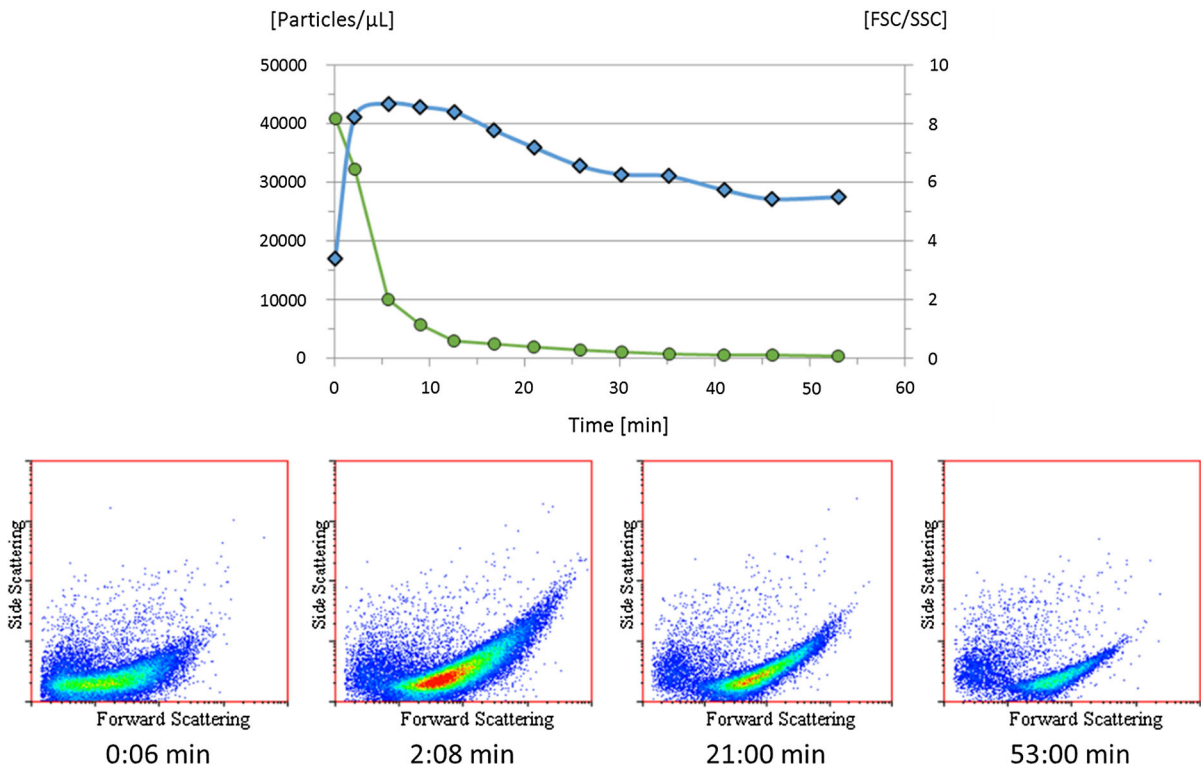 [Particles/µL] [FSC/SSC]
50000 10
40000 8
30000 6
20000 4
10000 2
0 0
0 10 20 30 40 50 60
Time [min]
Side Scattering Side Scattering Side Scattering Side Scattering
Forward Scattering Forward Scattering Forward Scattering Forward Scattering
0:06 min 2:08 min 21:00 min 53:00 min